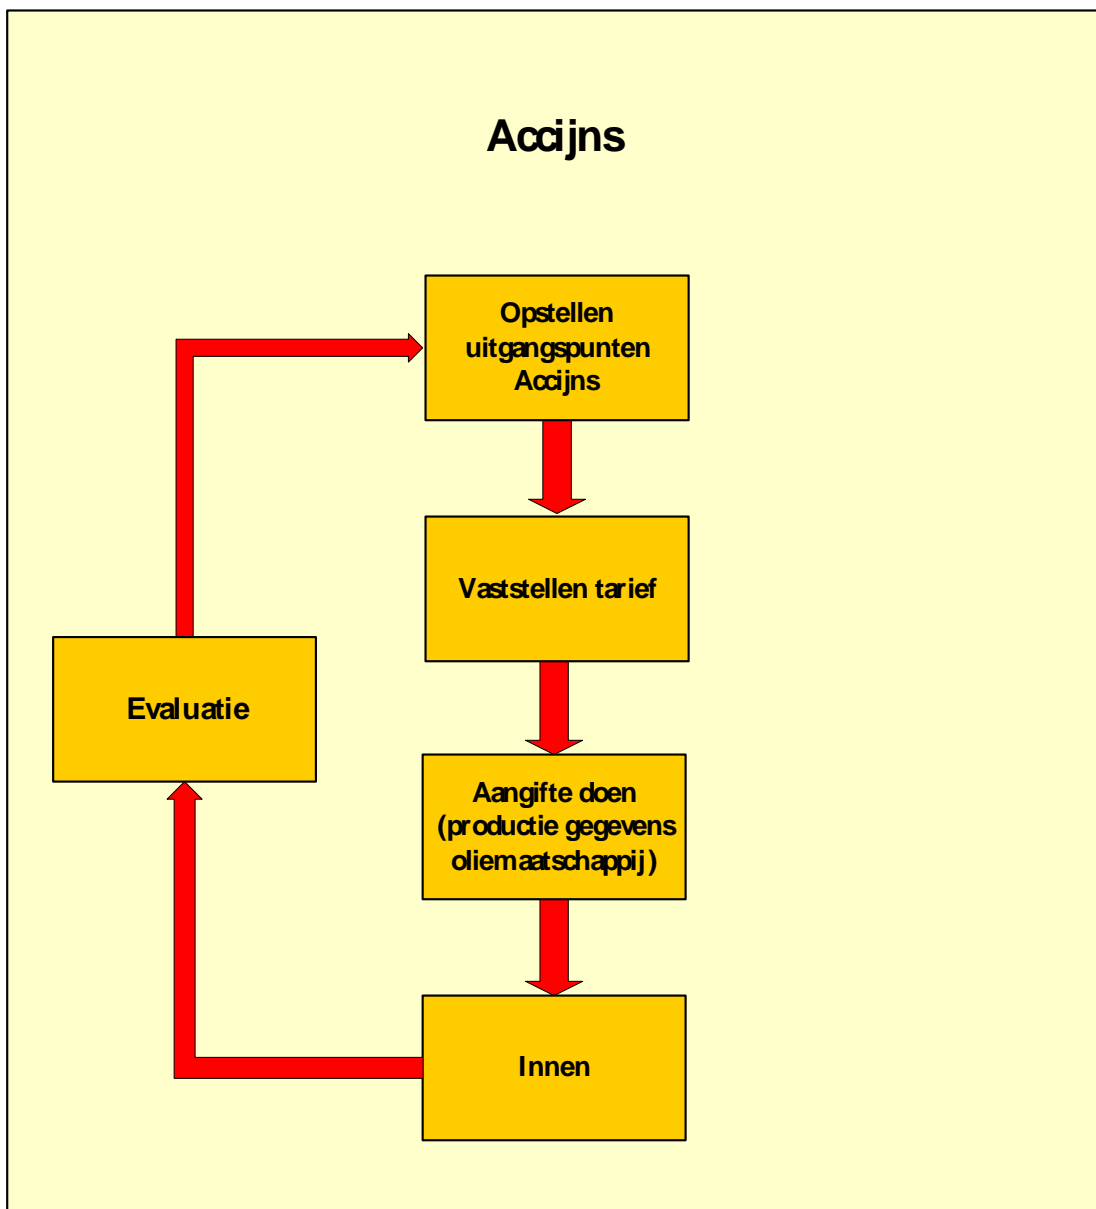 Accijns
Opstellen
uitgangspunten
Accijns
Vaststellen tarief
Evaluatie
Aangifte doen
(productie gegevens
oliemaatschappij)
Innen